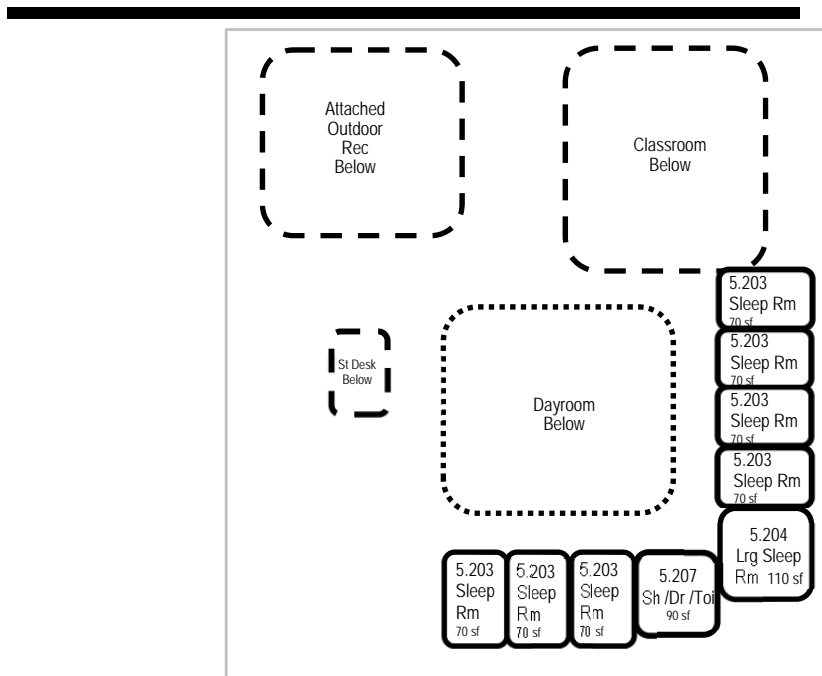 Attached
Outdoor
Rec
Below
Classroom
Below
5.203
Sleep Rm
70 sf
5.203
Sleep Rm
70 sf
5.203
Sleep Rm
70 sf
5.203
Sleep Rm
70 sf
St Desk
Below
Dayroom
Below
5.204
Lrg Sleep
Rm 110 sf
5.203
Sleep
Rm
70 sf
5.203
Sleep
Rm
70 sf
5.203
Sleep
Rm
70 sf
5.207
Sh /Dr /Toi
90 sf